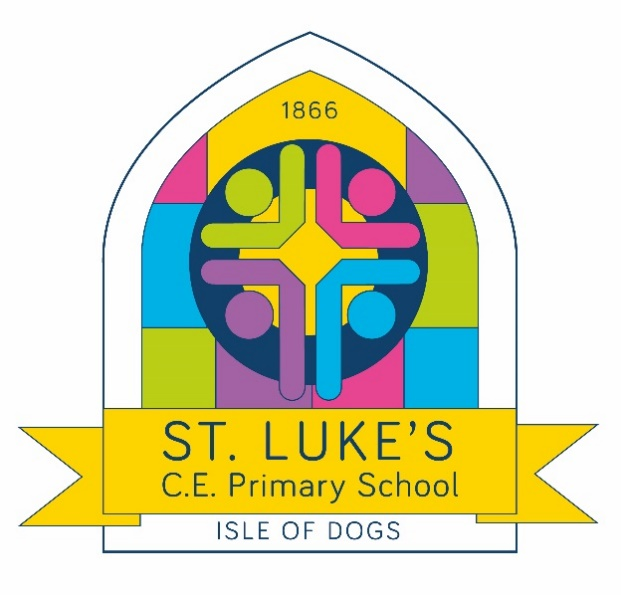 1866
ST. LUKE'S
C.E. Primary School
ISLE OF DOGS